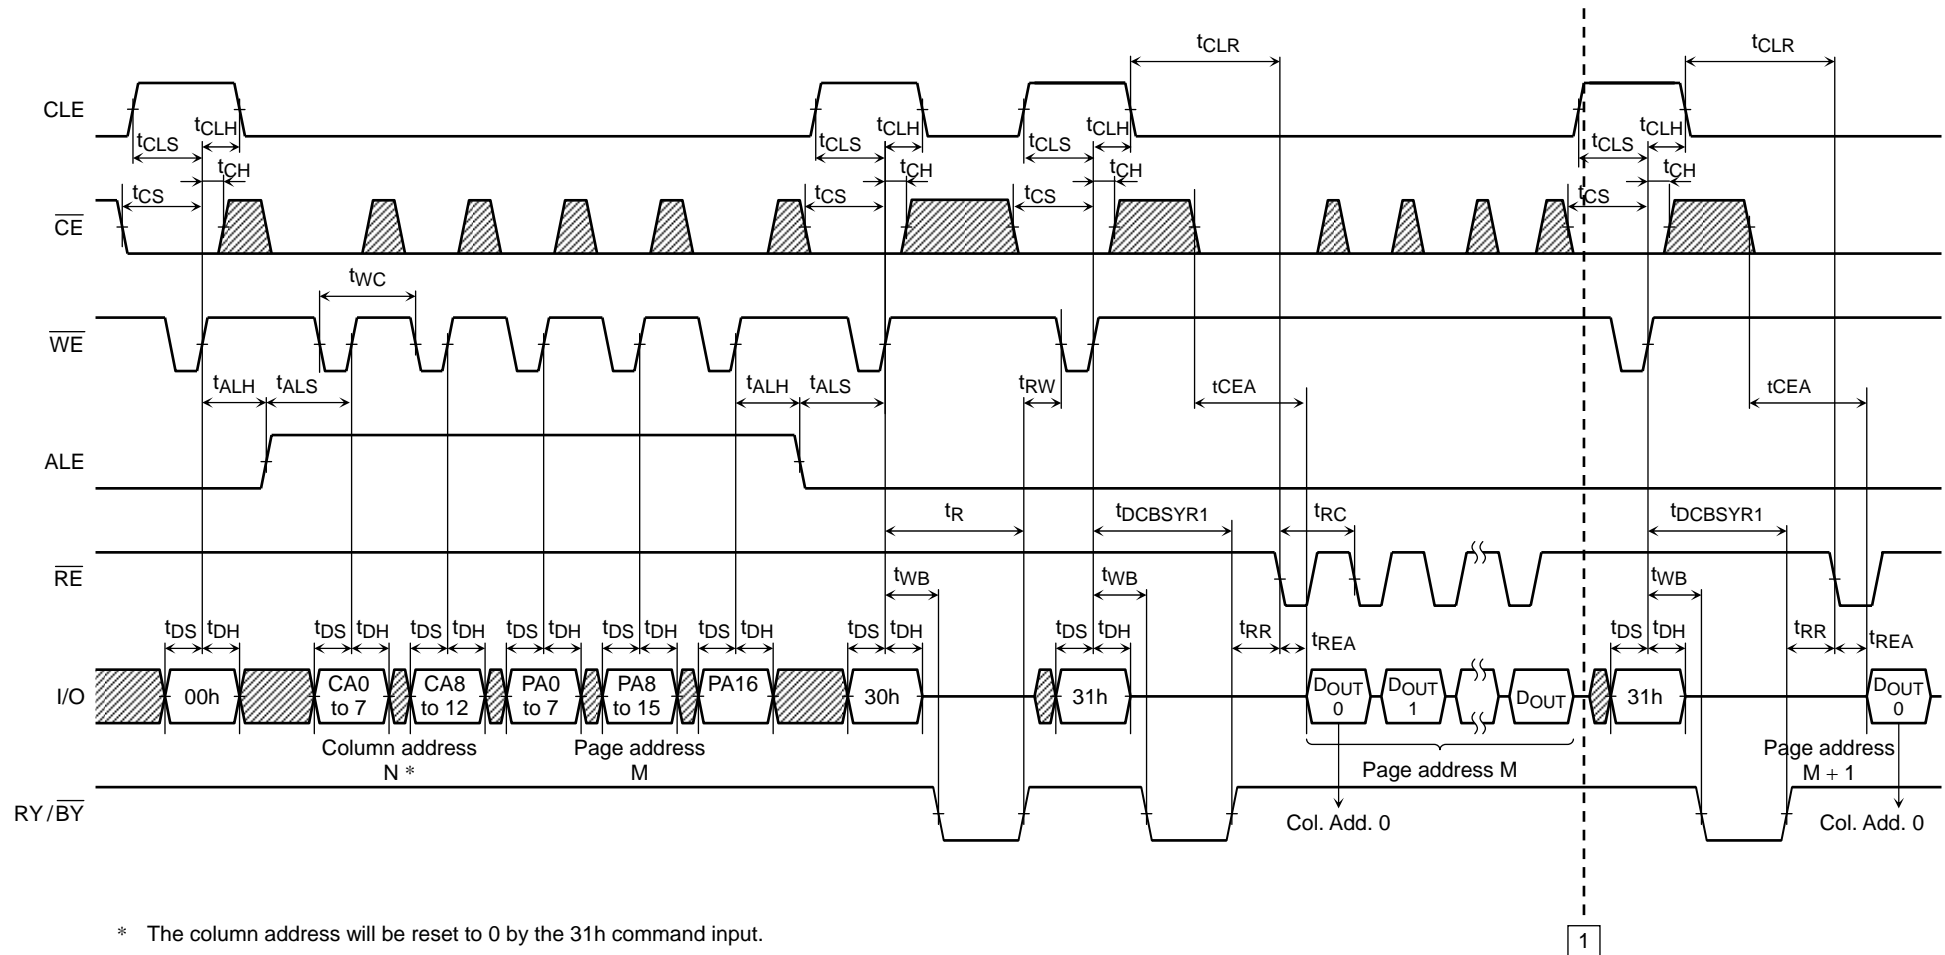 tCLR tCLR
CLE
tCLS tCLH tCLS tCLH tCLS tCLH tCLS tCLH
tCH tCH tCH tCH
tCS tCS tCS tCS
CE
tWC
WE
tALH tALS tALH tALS tRW tCEA tCEA
ALE
tR tDCBSYR1 tRC tDCBSYR1
RE
tWB tWB tWB
tDS tDH tDS tDH tDS tDH tDS tDH tDS tDH tDS tDH tDS tDH tDS tDH tRR tREA tDS tDH tRR tREA
I/O
00h
CA0 to 7
CA8 to 12
PA0 to 7
PA8 to 15
PA16
30h
31h
DOUT 0
DOUT 1
DOUT
31h
DOUT 0
Column address
N *
Page address
M
Page address M
Page address
M + 1
RY/BY
Col. Add. 0
Col. Add. 0
* The column address will be reset to 0 by the 31h command input.
1